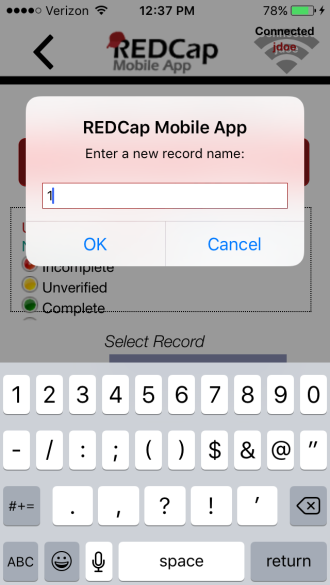 Verizon 12:37 PM 78%
Connected
jdoe
REDCap
Mobile App
REDCap Mobile App
Enter a new record name:
1
OK Cancel
Incomplete
Unverified
Complete
Select Record
1 2 3 4 5 6 7 8 9 0
- / : ; ( ) $ & @ "
#+= . , ? ! '
ABC space return